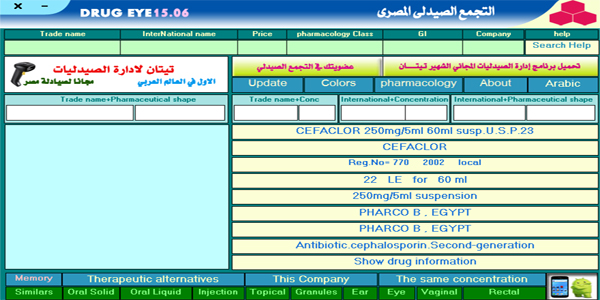 DRUG EYE15.06 التجمع الصيدلى المصرى
Trade name InterNational name Price pharmacology Class GI Company help
Search Help
تيتان لادارة الصيدليات
الاول في العالم العربي
مجانا لصيادلة مصر
عضويتك في التجمع الصيدلي
تحميل برنامج إدارة الصيدليات المجاني الشهير تيتـــان
Update Colors pharmacology About Arabic
Trade name+Pharmaceutical shape Trade name+Conc International+Concentration International+Pharmaceutical shape
CEFACLOR 250mg/5ml 60ml susp.U.S.P.23
CEFACLOR
Reg.No= 770 2002 local
22 LE for 60 ml
250mg/5ml suspension
PHARCO B , EGYPT
PHARCO B , EGYPT
Antibiotic.cephalosporin.Second-generation
Show drug information
Memory Therapeutic alternatives This Company The same concentration
Similars Oral Solid Oral Liquid Injection Topical Granules Ear Eye Vaginal Rectal